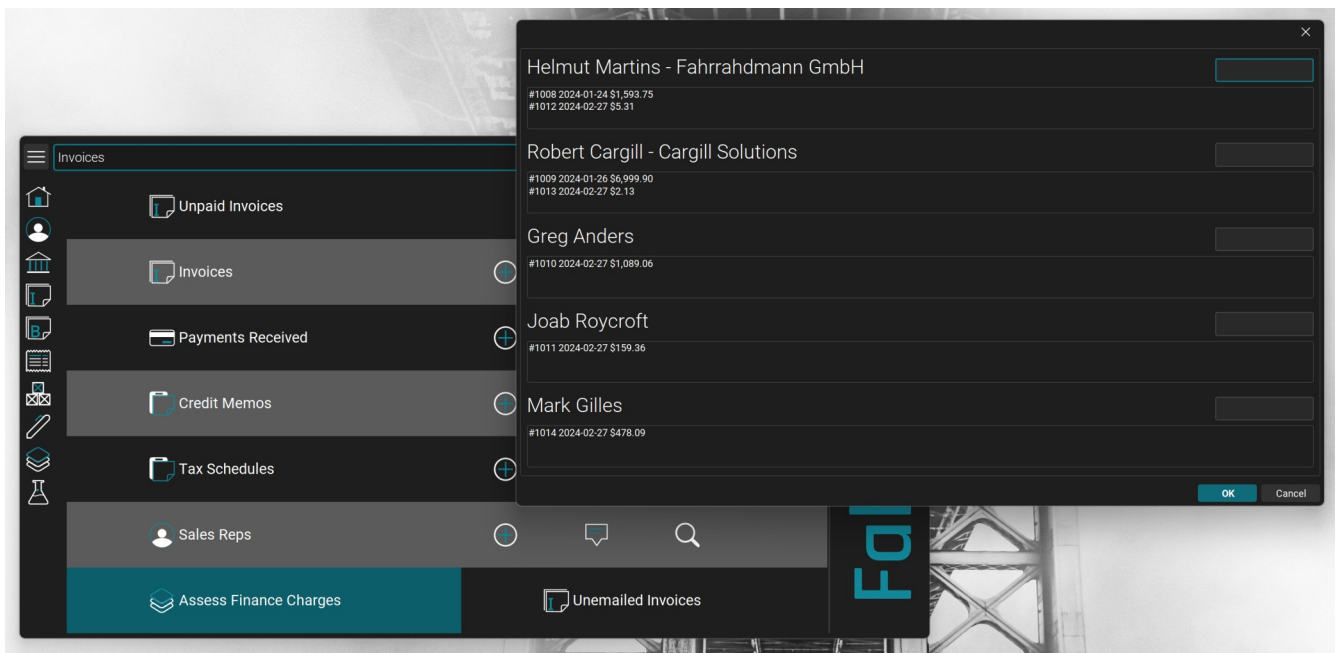 Invoices
Unpaid Invoices
Invoices
Payments Received
Credit Memos
Tax Schedules
Sales Reps
Assess Finance Charges
Unemailed Invoices
Fa
Helmut Martins - Fahrrahdmann GmbH
#1008 2024-01-24 $1,593.75
#1012 2024-02-27 $5.31
Robert Cargill - Cargill Solutions
#1009 2024-01-26 $6,999.90
#1013 2024-02-27 $2.13
Greg Anders
#1010 2024-02-27 $1,089.06
Joab Roycroft
#1011 2024-02-27 $159.36
Mark Gilles
#1014 2024-02-27 $478.09
OK
Cancel